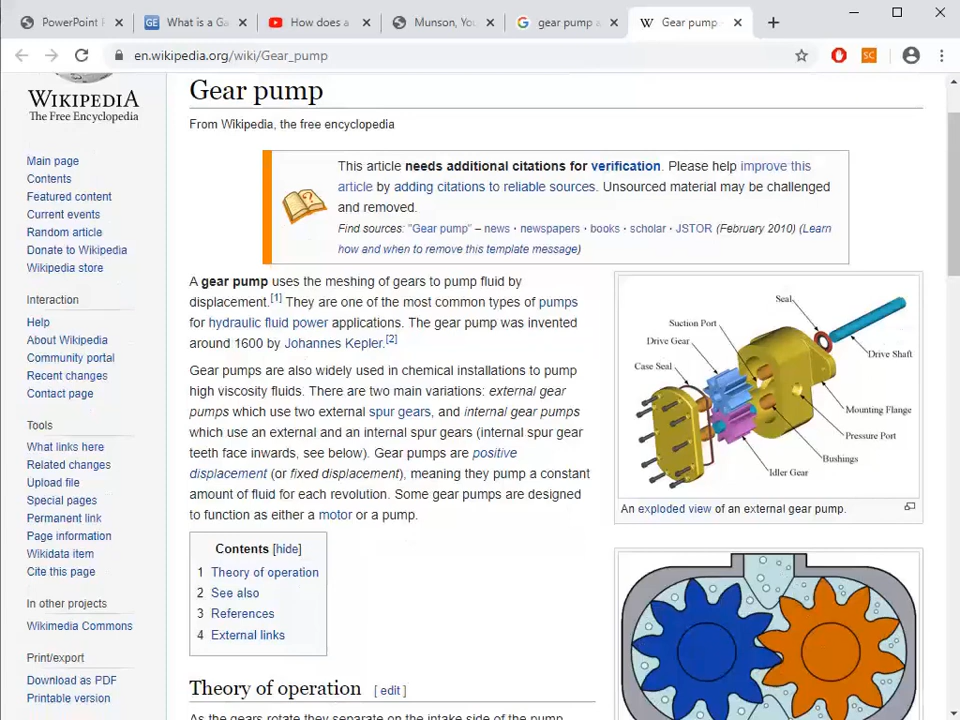 PowerPoint
What is a Ga
How does a
Munson, You
gear pump a
Gear pump -
en.wikipedia.org/wiki/Gear_pump
SC
WIKIPEDIA
The Free Encyclopedia
Main page
Contents
Featured content
Current events
Random article
Donate to Wikipedia
Wikipedia store
Interaction
Help
About Wikipedia
Community portal
Recent changes
Contact page
Tools
What links here
Related changes
Upload file
Special pages
Permanent link
Page information
Wikidata item
Cite this page
In other projects
Wikimedia Commons
Print/export
Download as PDF
Printable version
Gear pump
From Wikipedia, the free encyclopedia
This article needs additional citations for verification. Please help improve this
article by adding citations to reliable sources. Unsourced material may be challenged
and removed.
Find sources: "Gear pump" – news · newspapers · books · scholar · JSTOR (February 2010) (Learn
how and when to remove this template message)
A gear pump uses the meshing of gears to pump fluid by
displacement.[1] They are one of the most common types of pumps
for hydraulic fluid power applications. The gear pump was invented
around 1600 by Johannes Kepler.[2]
Gear pumps are also widely used in chemical installations to pump
high viscosity fluids. There are two main variations: external gear
pumps which use two external spur gears, and internal gear pumps
which use an external and an internal spur gears (internal spur gear
teeth face inwards, see below). Gear pumps are positive
displacement (or fixed displacement), meaning they pump a constant
amount of fluid for each revolution. Some gear pumps are designed
to function as either a motor or a pump.
Seal
Suction Port
Drive Gear
Case Seal
Drive Shaft
Mounting Flange
Pressure Port
Bushings
Idler Gear
An exploded view of an external gear pump.
Contents [hide]
1 Theory of operation
2 See also
3 References
4 External links
Theory of operation [ edit ]
As the gears rotate they separate on the intake side of the pump,